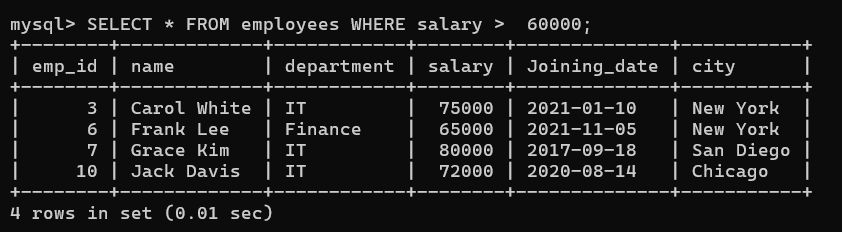 mysql> SELECT * FROM employees WHERE salary >  60000;
+--------+-------------+------------+--------+--------------+-----------+
| emp_id | name        | department | salary | Joining_date | city      |
+--------+-------------+------------+--------+--------------+-----------+
|      3 | Carol White | IT         |  75000 | 2021-01-10   | New York  |
|      6 | Frank Lee   | Finance    |  65000 | 2021-11-05   | New York  |
|      7 | Grace Kim   | IT         |  80000 | 2017-09-18   | San Diego |
|     10 | Jack Davis  | IT         |  72000 | 2020-08-14   | Chicago   |
+--------+-------------+------------+--------+--------------+-----------+
4 rows in set (0.01 sec)